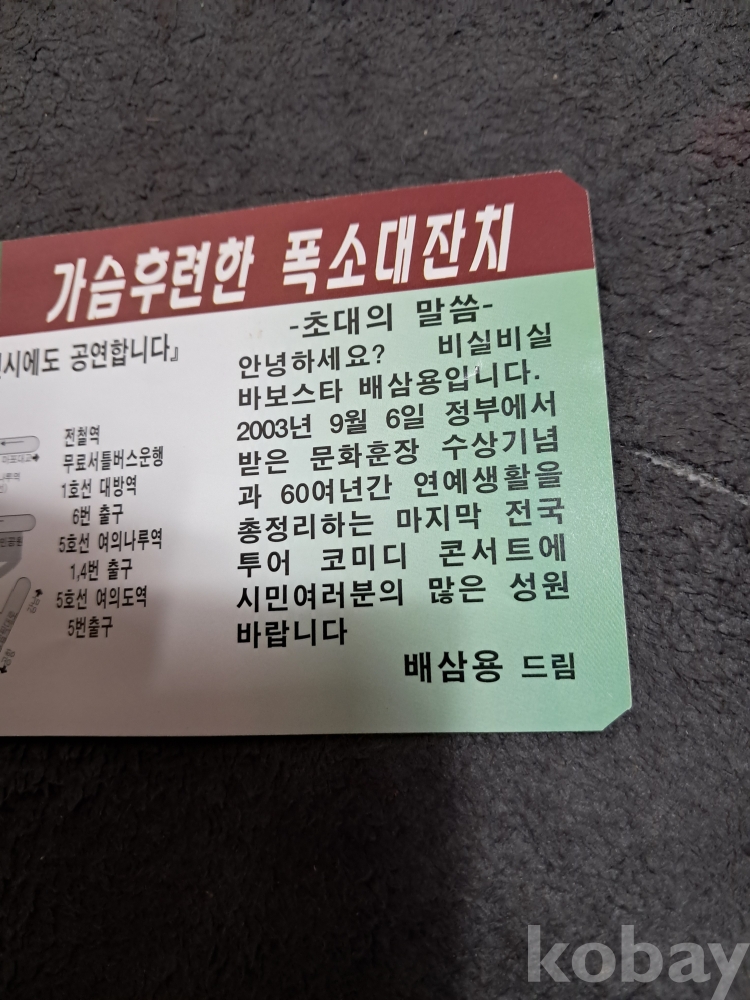 가슴후련한 폭소대잔치
시에도 공연합니다』
전철역
무료셔틀버스운행
1호선 대방역
6번 출구
5호선 여의나루역
1,4번 출구
5호선 여의도역
5번출구
-초대의 말씀-
안녕하세요? 비실비실
바보스타 배삼용입니다.
2003년 9월 6일 정부에서
받은 문화훈장 수상기념
과 60여년간 연예생활을
총정리하는 마지막 전국
투어 코미디 콘서트에
시민여러분의 많은 성원
바랍니다
배삼용 드림
kobay